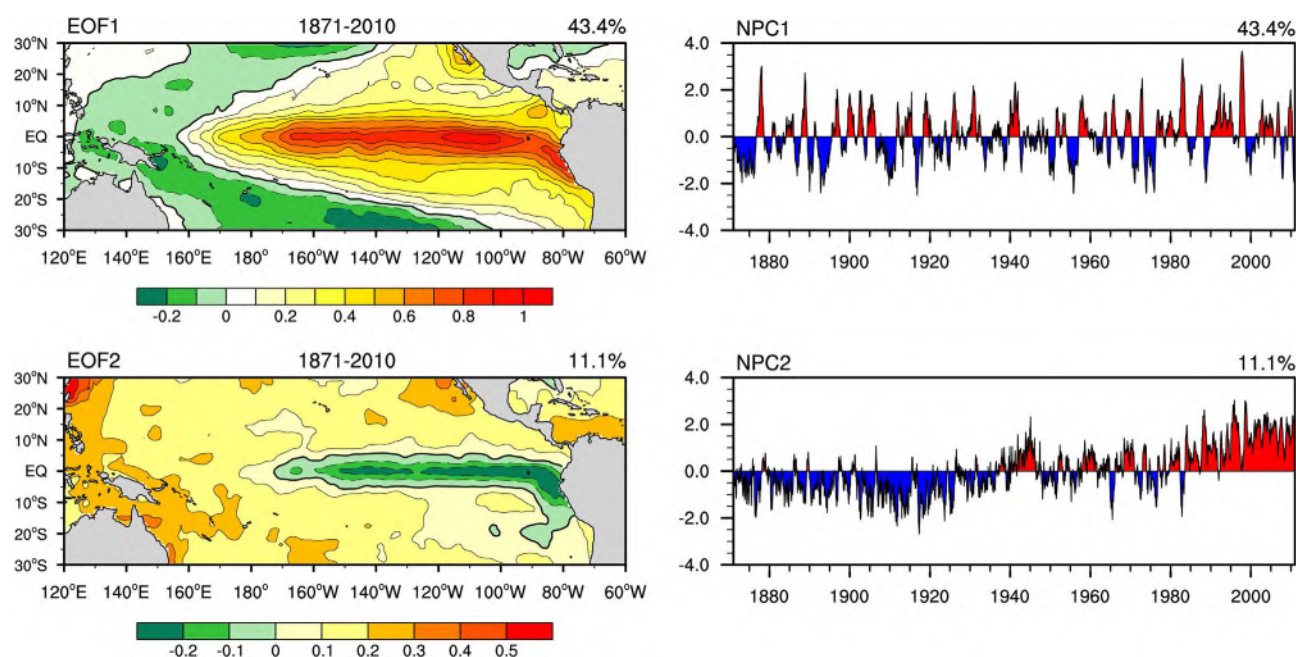 EOF1 1871-2010 43.4%
30°N
20°N
10°N
EQ
10°S
20°S
30°S
120°E 140°E 160°E 180° 160°W 140°W 120°W 100°W 80°W 60°W
-0.2 0 0.2 0.4 0.6 0.8 1
NPC1 43.4%
4.0
2.0
0.0
-2.0
-4.0
1880 1900 1920 1940 1960 1980 2000
EOF2 1871-2010 11.1%
30°N
20°N
10°N
EQ
10°S
20°S
30°S
120°E 140°E 160°E 180° 160°W 140°W 120°W 100°W 80°W 60°W
-0.2 -0.1 0 0.1 0.2 0.3 0.4 0.5
NPC2 11.1%
4.0
2.0
0.0
-2.0
-4.0
1880 1900 1920 1940 1960 1980 2000